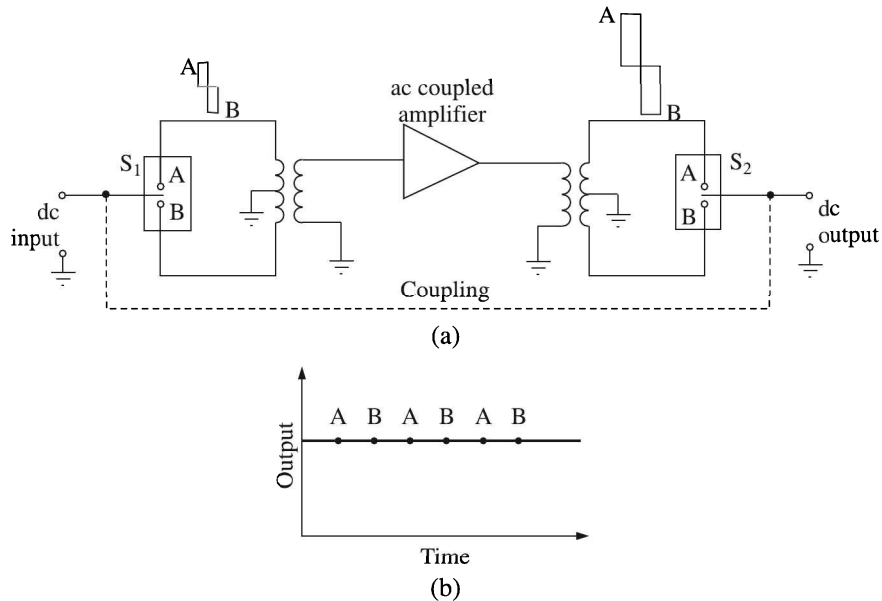 A
B
A
B
ac coupled
amplifier
S1
A
B
dc
input
S2
A
B
dc
output
Coupling
(a)
Output
A B A B A B
Time
(b)